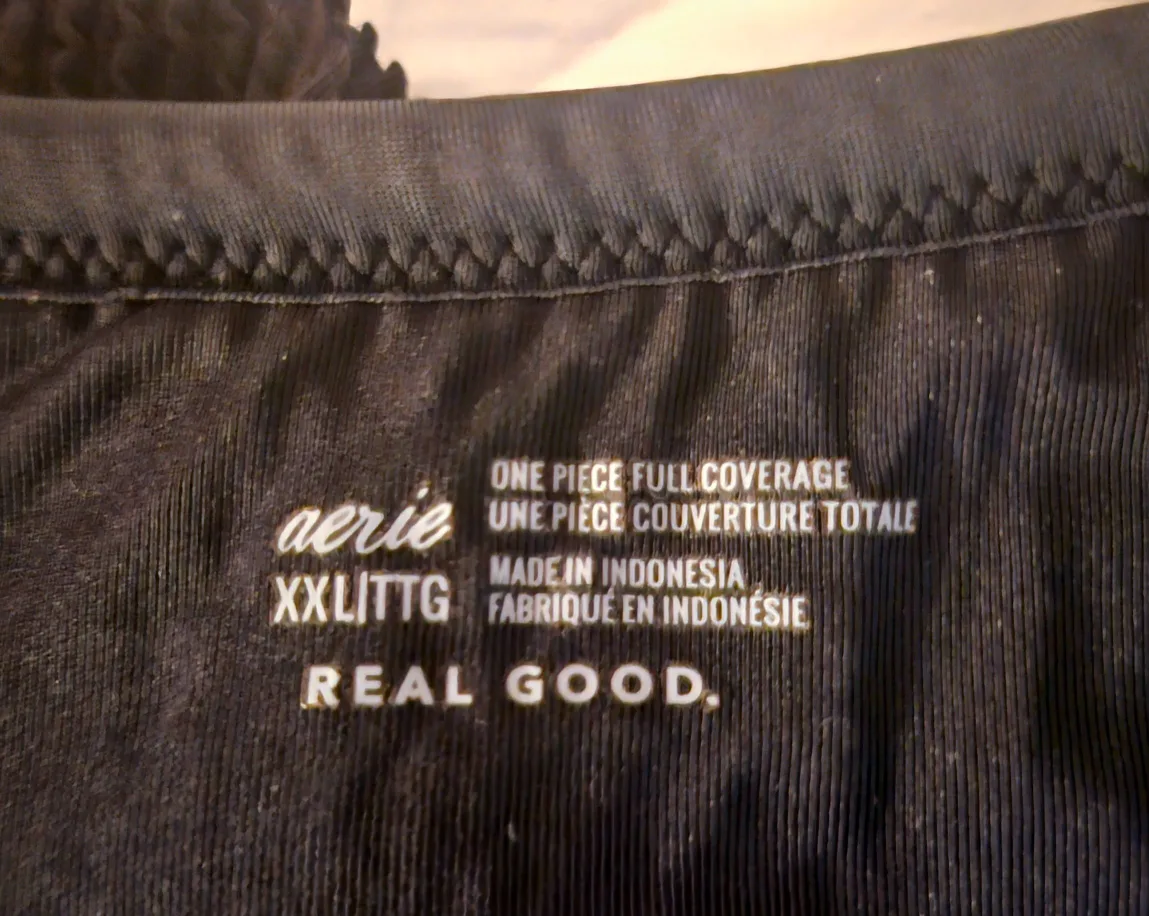 aerie
XXL/TTG
ONE PIECE FULL COVERAGE
UNE PIÈCE COUVERTURE TOTALE
MADE IN INDONESIA
FABRIQUÉ EN INDONÉSIE
REAL GOOD.